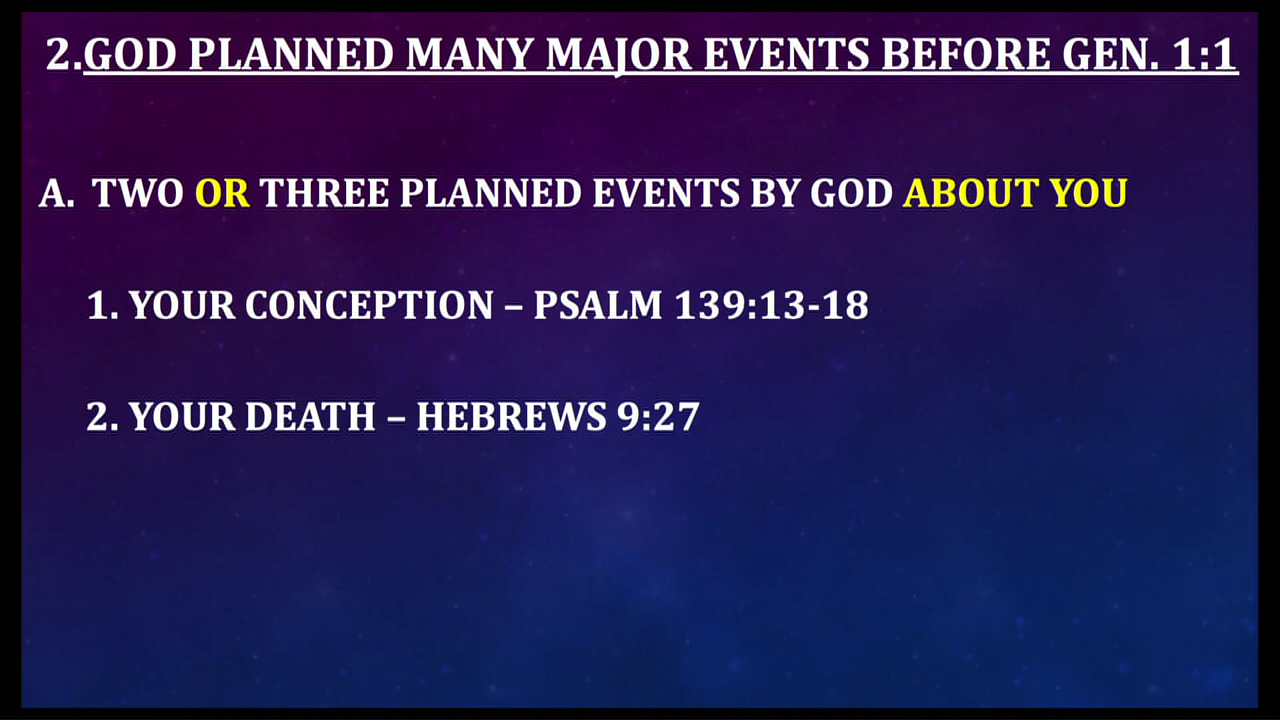 2.GOD PLANNED MANY MAJOR EVENTS BEFORE GEN. 1:1
A. TWO OR THREE PLANNED EVENTS BY GOD ABOUT YOU
1. YOUR CONCEPTION – PSALM 139:13-18
2. YOUR DEATH – HEBREWS 9:27